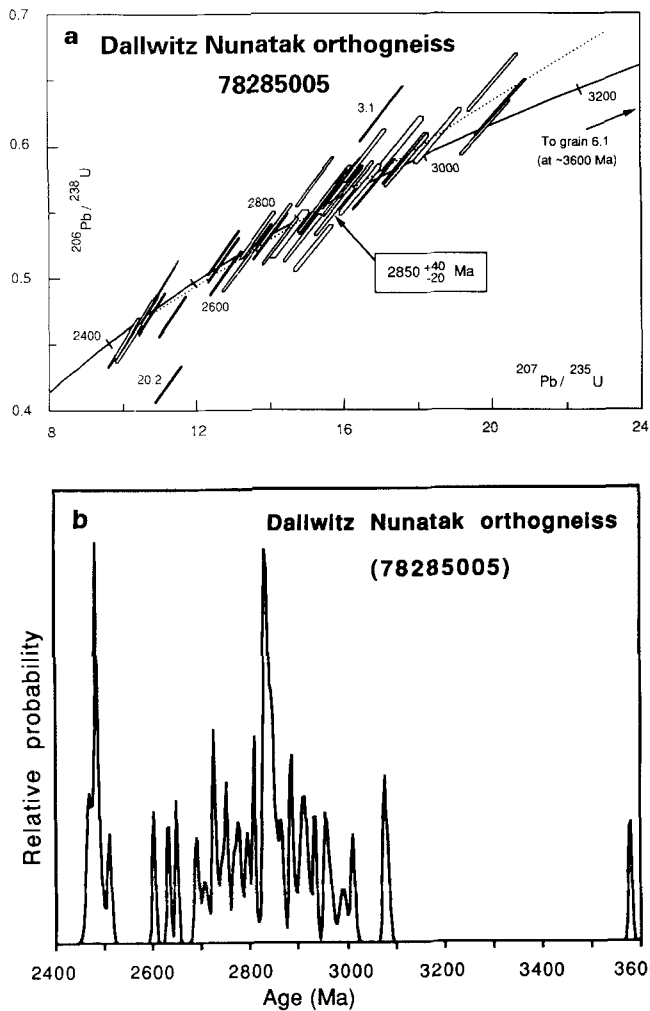 a Dallwitz Nunatak orthogneiss
78285005
0.7
0.6
0.5
0.4
206Pb/ 238U
3.1
3200
To grain 6.1
(at ~3600 Ma)
3000
2800
2850 +40 -20 Ma
2600
2400
20.2
207Pb/ 235U
8 12 16 20 24
b Dallwitz Nunatak orthogneiss
(78285005)
Relative probability
2400 2600 2800 3000 3200 3400 360
Age (Ma)